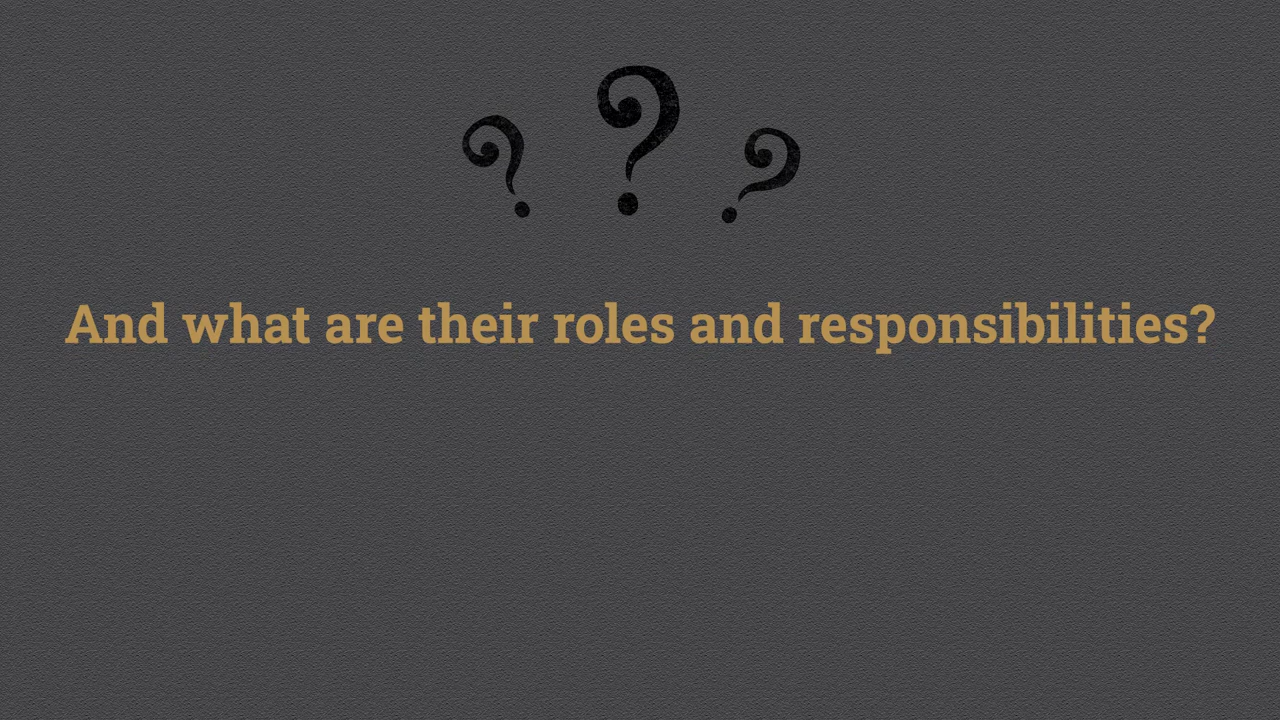 ? ? ?
And what are their roles and responsibilities?